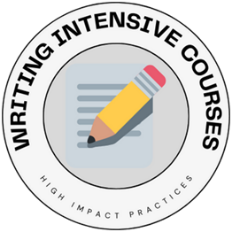 WRITING INTENSIVE COURSES
HIGH IMPACT PRACTICES